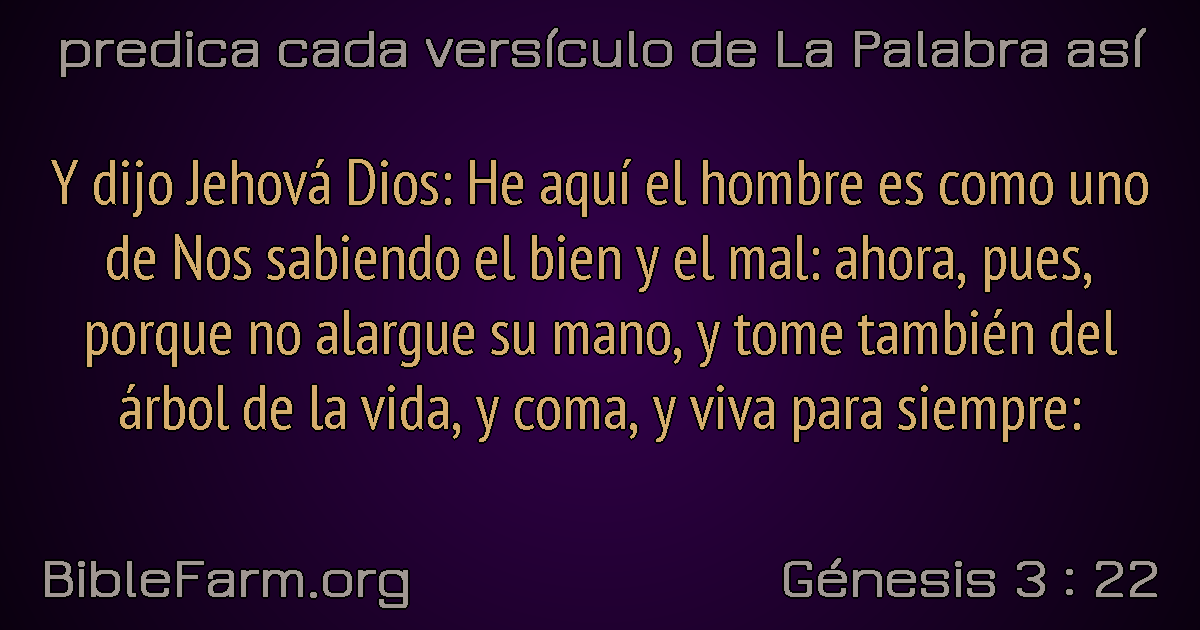 predica cada versículo de La Palabra así
Y dijo Jehová Dios: He aquí el hombre es como uno
de Nos sabiendo el bien y el mal: ahora, pues,
porque no alargue su mano, y tome también del
árbol de la vida, y coma, y viva para siempre:
BibleFarm.org
Génesis 3 : 22